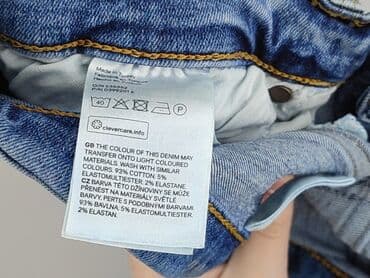 Made in Turkey
40
P
clevercare.info
GB THE COLOUR OF THIS DENIM MAY
TRANSFER ONTO LIGHT COLOURED
MATERIALS. WASH WITH SIMILAR
COLOURS. 93% COTTON, 5%
ELASTOMULTIESTER, 2% ELASTANE
CZ BARVA TÉTO DŽÍNOVINY SE MŮŽE
PŘENÉST NA MATERIÁLY SVĚTLÉ
BARVY. PERTE S PODOBNÝMI BARVAMI.
93% BAVLNA, 5% ELASTOMULTIESTER,
2% ELASTAN.